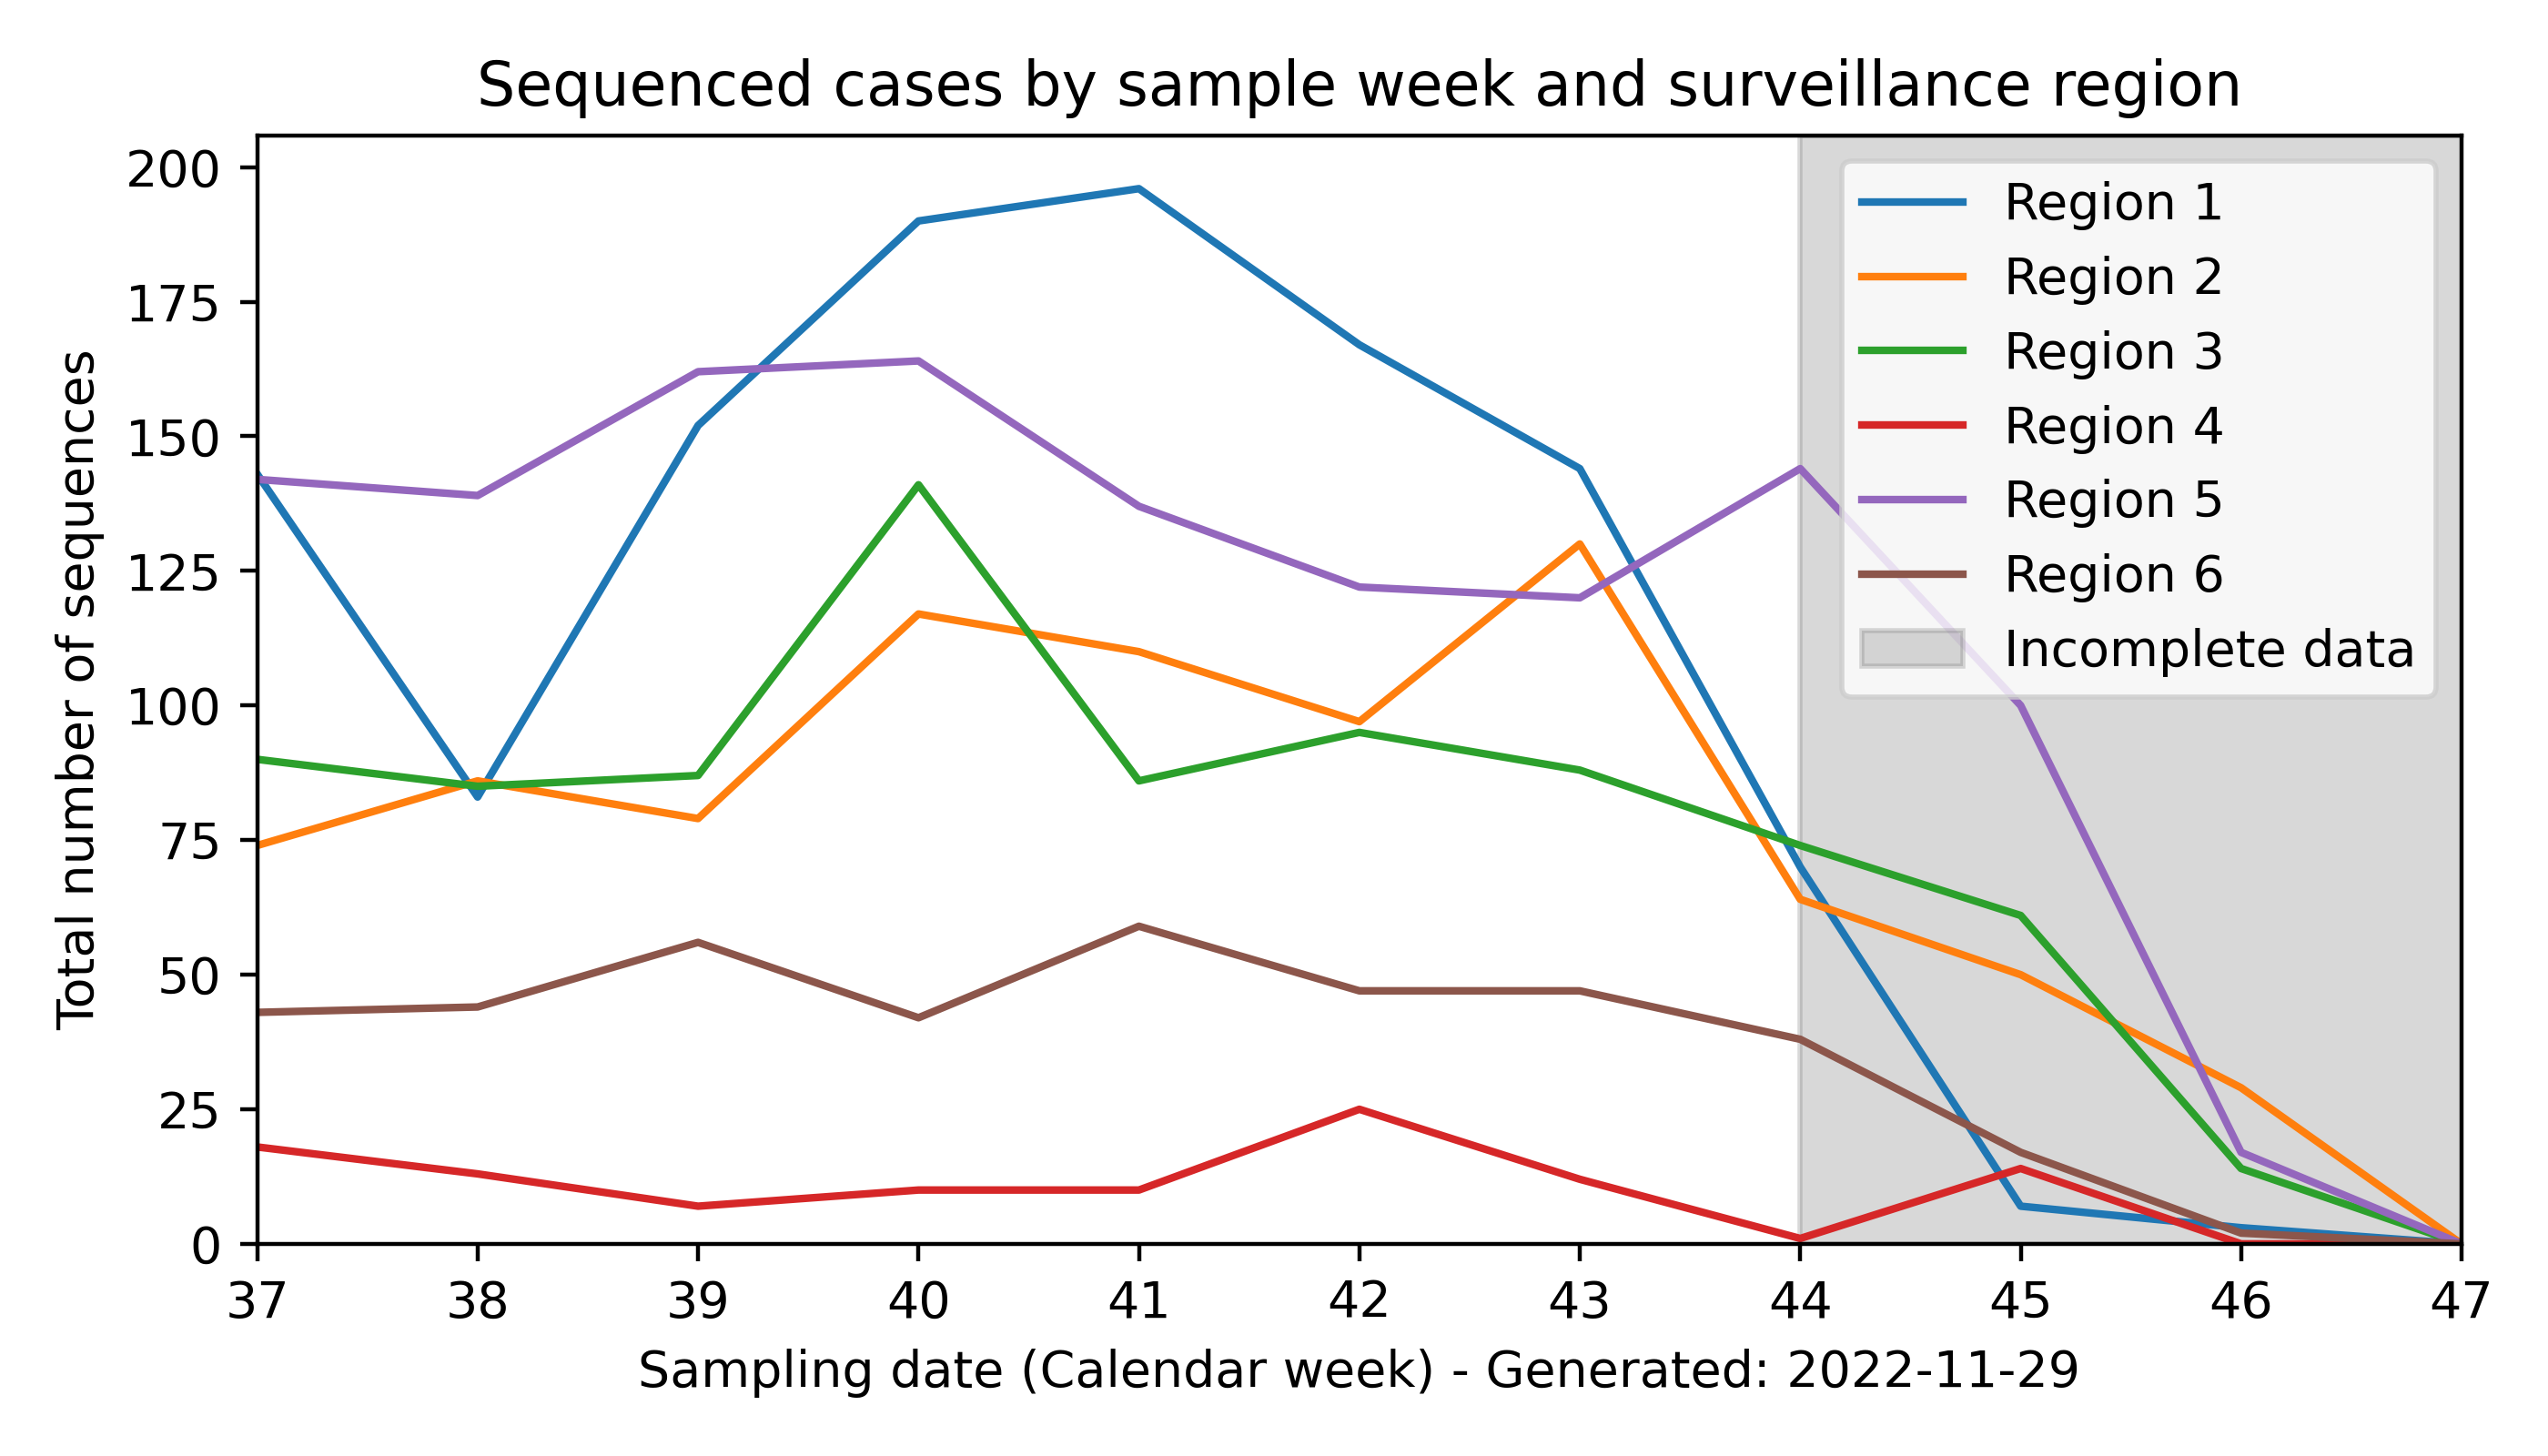 Sequenced cases by sample week and surveillance region
200
175
150
125
100
75
50
25
0
Total number of sequences
Region 1
Region 2
Region 3
Region 4
Region 5
Region 6
Incomplete data
37 38 39 40 41 42 43 44 45 46 47
Sampling date (Calendar week) - Generated: 2022-11-29